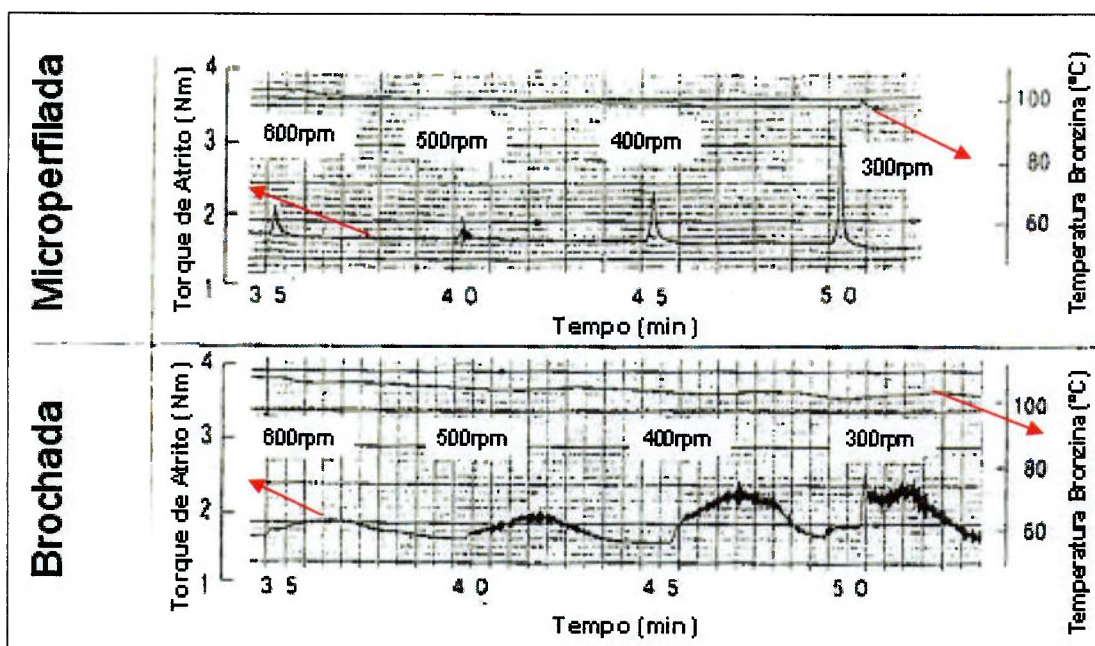 Microperfilada
Torque de Atrito (Nm)
4
3
2
1
600rpm
500rpm
400rpm
300rpm
100
80
60
Temperatura Bronzina (°C)
35
40
45
50
Tempo (min)
Brochada
Torque de Atrito (Nm)
4
3
2
1
600rpm
500rpm
400rpm
300rpm
100
80
60
Temperatura Bronzina (°C)
35
40
45
50
Tempo (min)